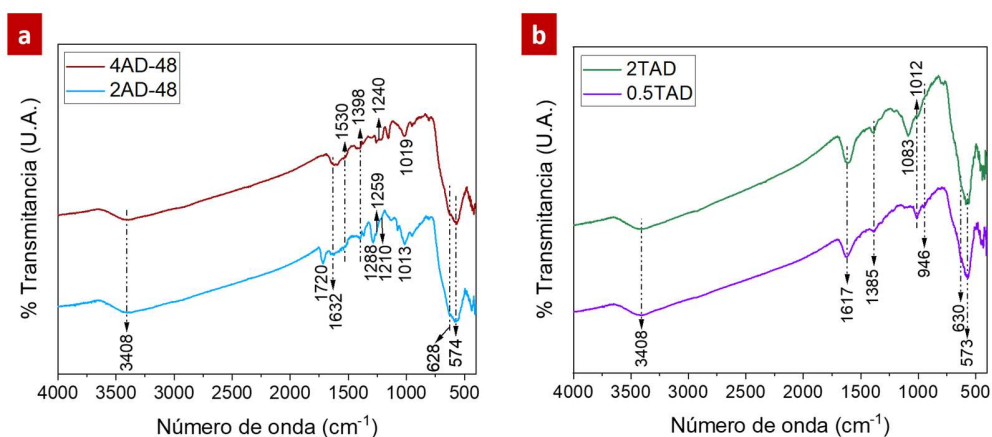 a
4AD-48
2AD-48
% Transmitancia (U.A.)
1530
1398
1240
1019
1259
1720
1632
1288
1210
1013
3408
628
574
4000 3500 3000 2500 2000 1500 1000 500
Número de onda (cm⁻¹)
b
2TAD
0.5TAD
% Transmitancia (U.A.)
1012
1083
1617
1385
946
630
573
3408
4000 3500 3000 2500 2000 1500 1000 500
Número de onda (cm⁻¹)